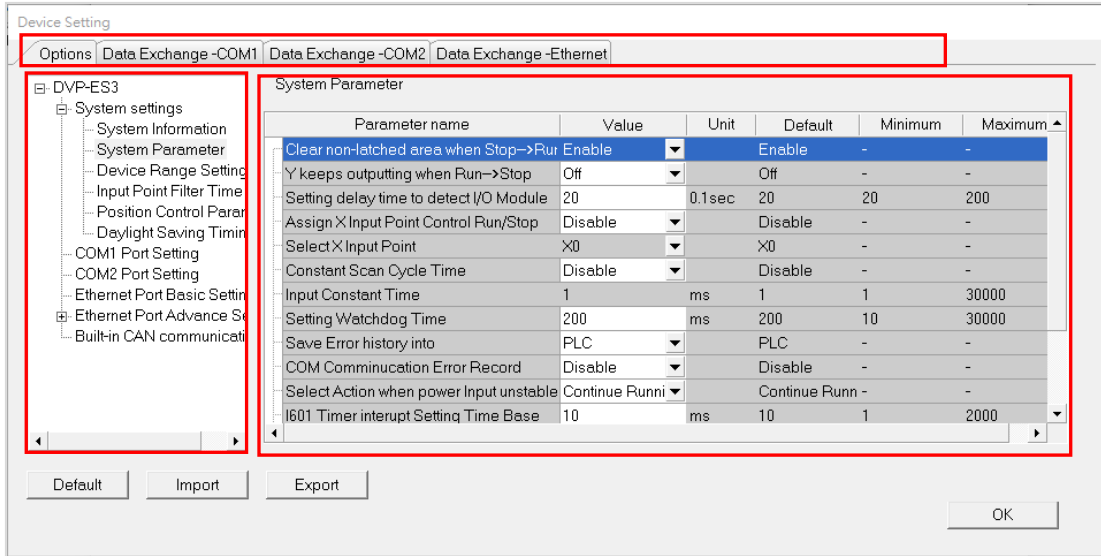 Device Setting
Options Data Exchange -COM1 Data Exchange -COM2 Data Exchange -Ethernet
DVP-ES3
System settings
System Information
System Parameter
Device Range Setting
Input Point Filter Time
Position Control Parar
Daylight Saving Timin
COM1 Port Setting
COM2 Port Setting
Ethernet Port Basic Settin
Ethernet Port Advance Se
Built-in CAN communicati
System Parameter
Parameter name Value Unit Default Minimum Maximum
Clear non-latched area when Stop-->Rur Enable Enable - -
Y keeps outputting when Run-->Stop Off Off - -
Setting delay time to detect I/O Module 20 0.1sec 20 20 200
Assign X Input Point Control Run/Stop Disable Disable - -
Select X Input Point X0 X0 - -
Constant Scan Cycle Time Disable Disable - -
Input Constant Time 1 ms 1 1 30000
Setting Watchdog Time 200 ms 200 10 30000
Save Error history into PLC PLC - -
COM Comminucation Error Record Disable Disable - -
Select Action when power Input unstable Continue Runni Continue Runn - -
I601 Timer interupt Setting Time Base 10 ms 10 1 2000
Default Import Export
OK